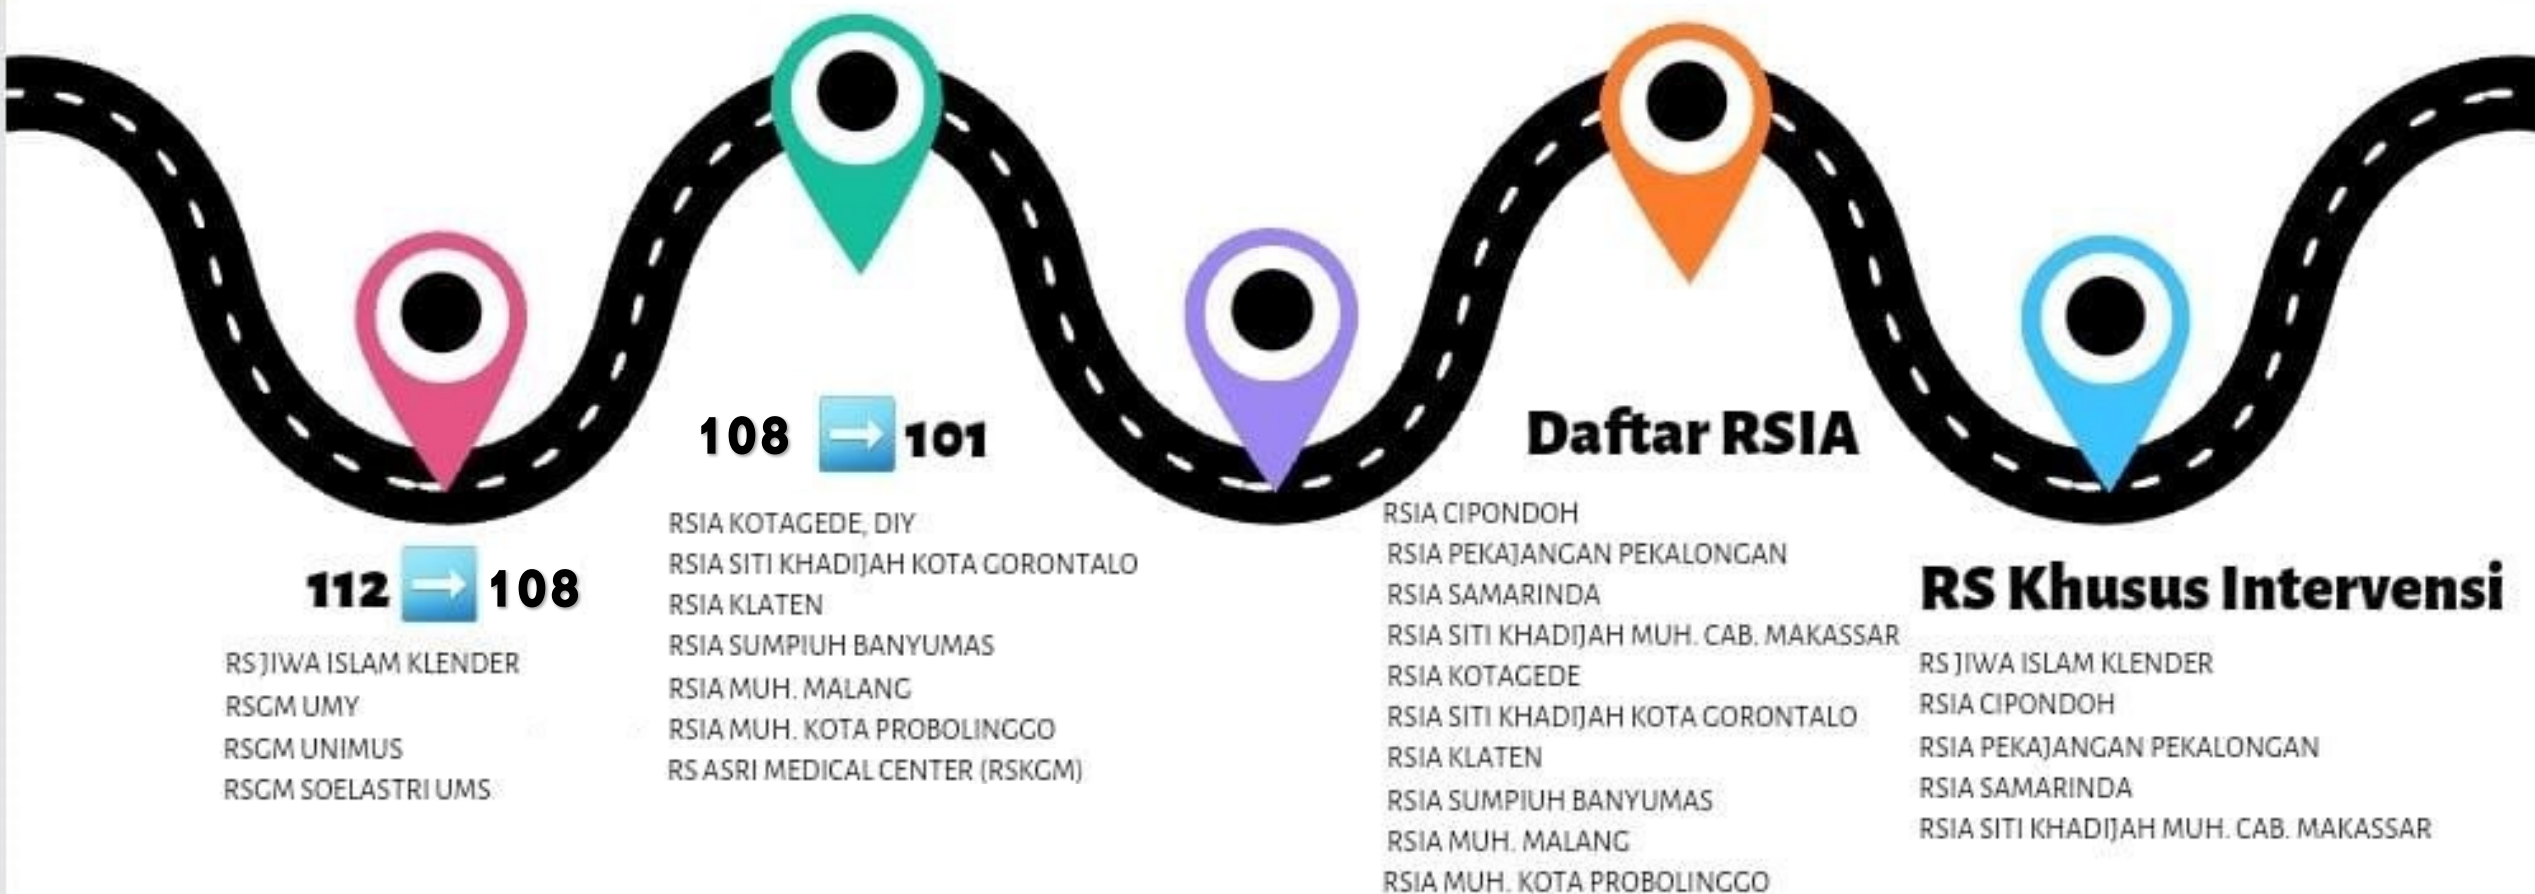 112 ➡ 108
RS JIWA ISLAM KLENDER
RSGM UMY
RSGM UNIMUS
RSGM SOELASTRI UMS
108 ➡ 101
RSIA KOTAGEDE, DIY
RSIA SITI KHADIJAH KOTA GORONTALO
RSIA KLATEN
RSIA SUMPIUH BANYUMAS
RSIA MUH. MALANG
RSIA MUH. KOTA PROBOLINGGO
RS ASRI MEDICAL CENTER (RSKGM)
Daftar RSIA
RSIA CIPONDOH
RSIA PEKAJANGAN PEKALONGAN
RSIA SAMARINDA
RSIA SITI KHADIJAH MUH. CAB. MAKASSAR
RSIA KOTAGEDE
RSIA SITI KHADIJAH KOTA GORONTALO
RSIA KLATEN
RSIA SUMPIUH BANYUMAS
RSIA MUH. MALANG
RSIA MUH. KOTA PROBOLINGGO
RS Khusus Intervensi
RS JIWA ISLAM KLENDER
RSIA CIPONDOH
RSIA PEKAJANGAN PEKALONGAN
RSIA SAMARINDA
RSIA SITI KHADIJAH MUH. CAB. MAKASSAR